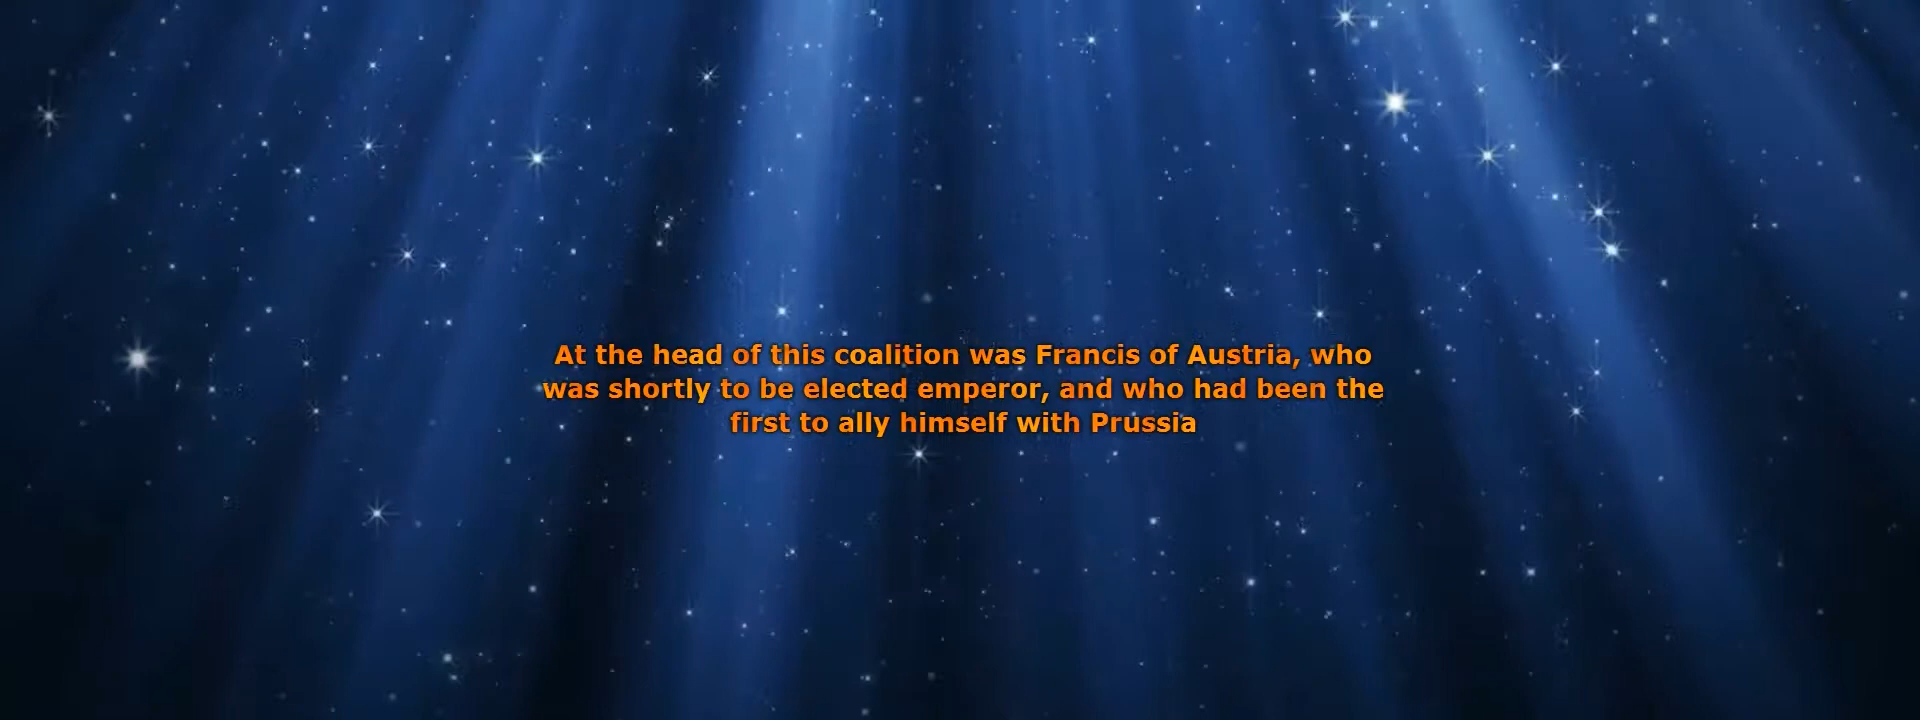 At the head of this coalition was Francis of Austria, who
was shortly to be elected emperor, and who had been the
first to ally himself with Prussia